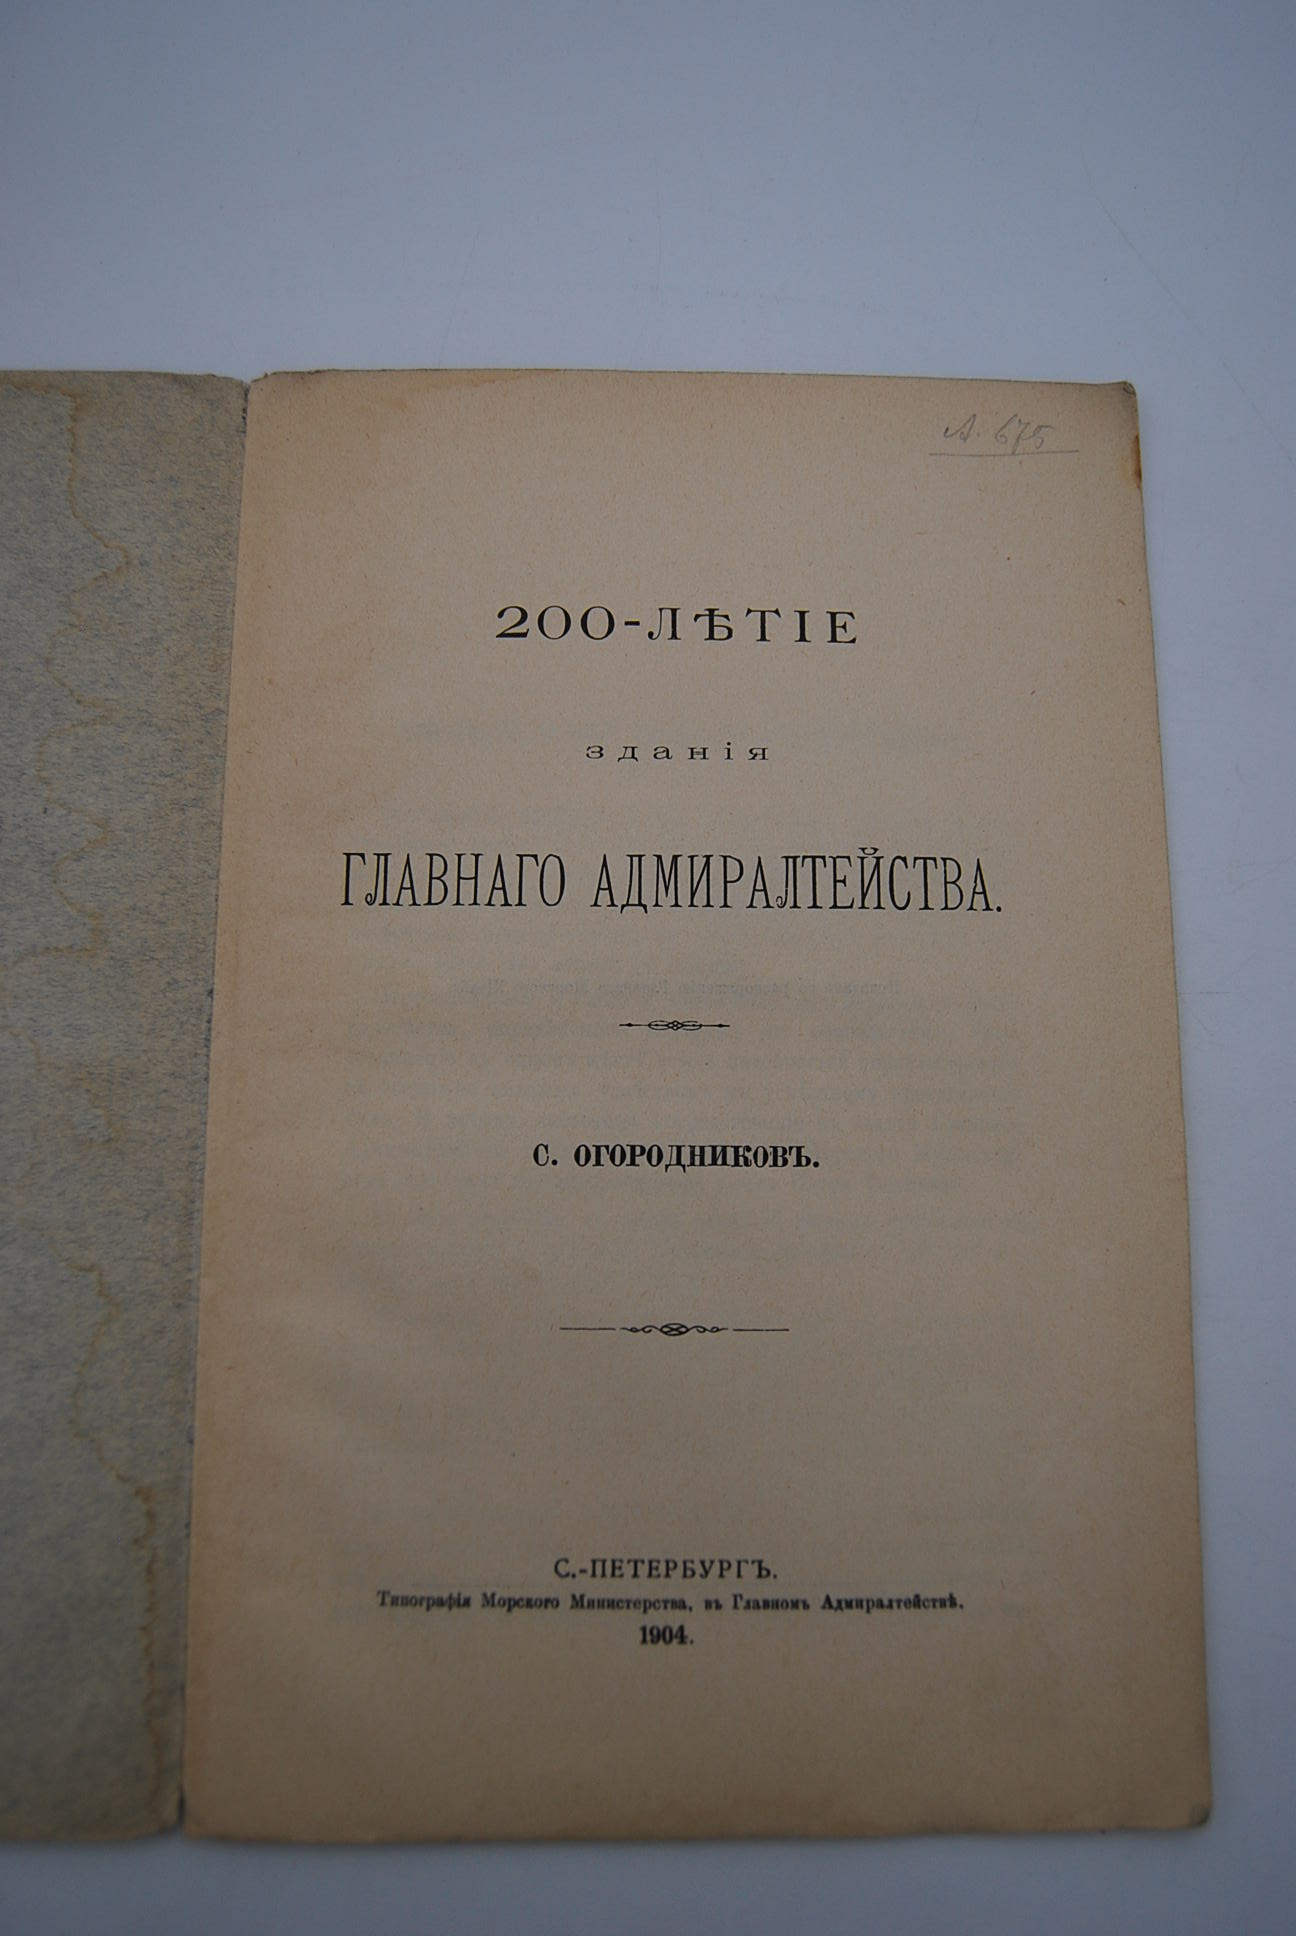 А. 675
200-ЛѢТІЕ
зданія
ГЛАВНАГО АДМИРАЛТЕЙСТВА.
С. ОГОРОДНИКОВЪ.
С.-ПЕТЕРБУРГЪ.
Типографія Морского Министерства, въ Главномъ Адмиралтействѣ.
1904.